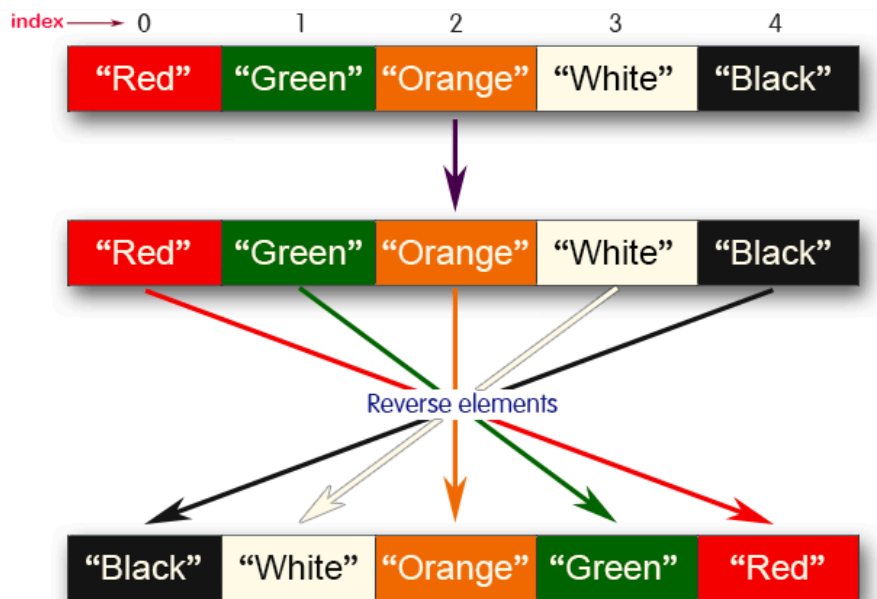 index 0 1 2 3 4
“Red” “Green” “Orange” “White” “Black”
“Red” “Green” “Orange” “White” “Black”
Reverse elements
“Black” “White” “Orange” “Green” “Red”